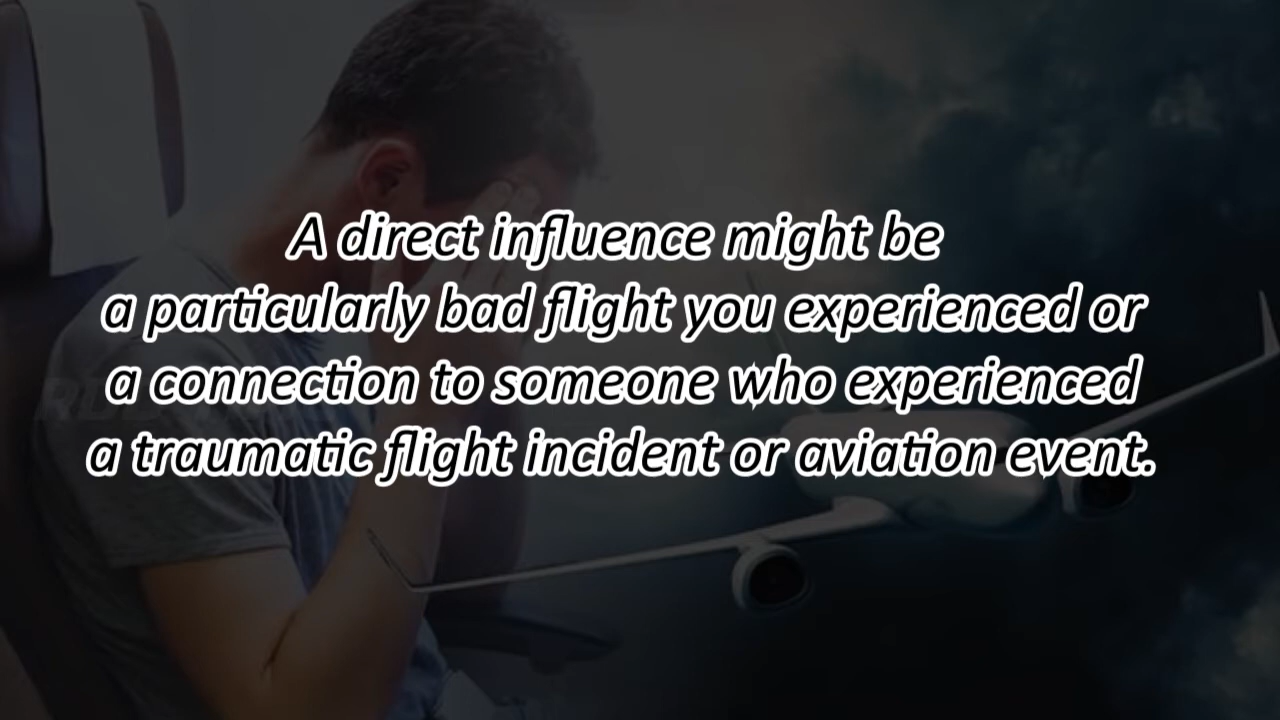 A direct influence might be
a particularly bad flight you experienced or
a connection to someone who experienced
a traumatic flight incident or aviation event.